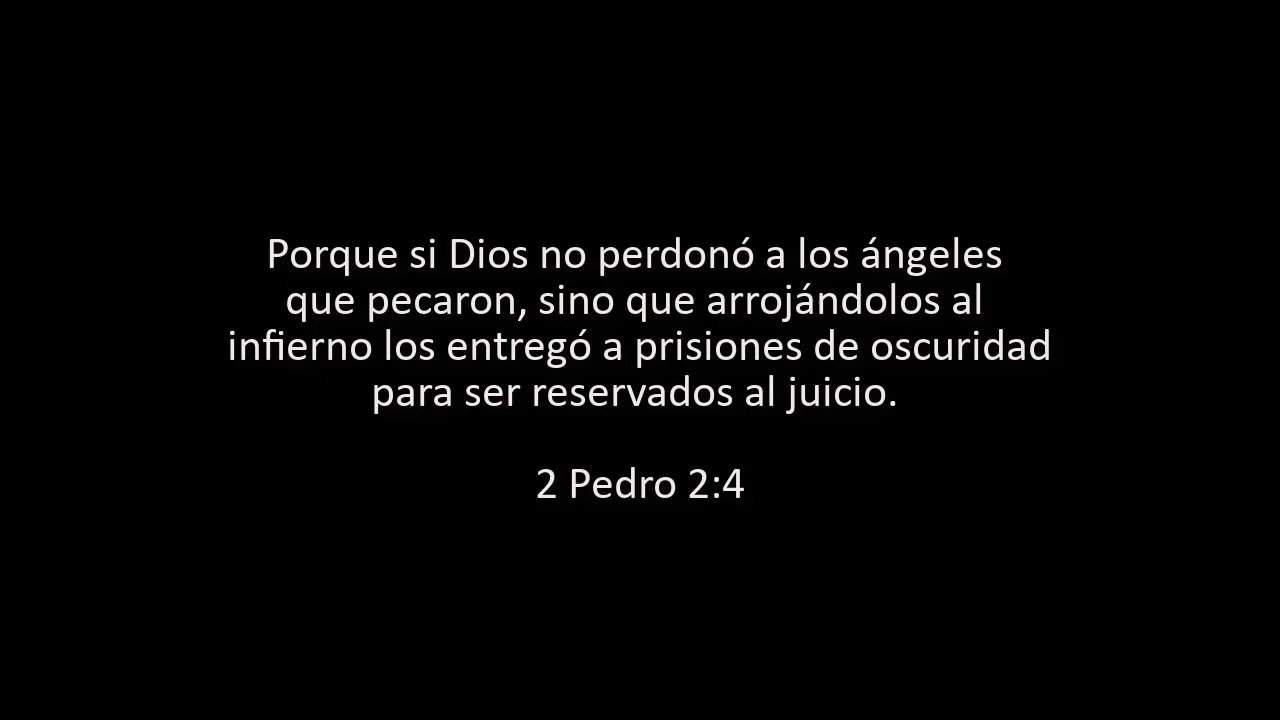 Porque si Dios no perdonó a los ángeles
que pecaron, sino que arrojándolos al
infierno los entregó a prisiones de oscuridad
para ser reservados al juicio.
2 Pedro 2:4